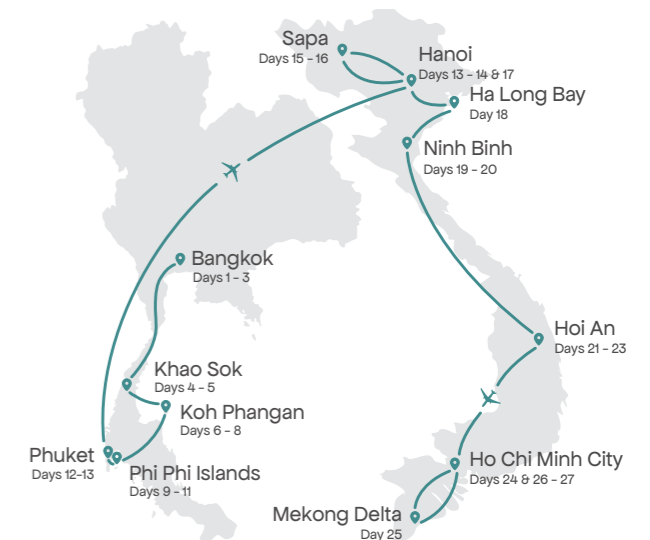 Sapa
Days 15 - 16
Hanoi
Days 13 - 14 & 17
Ha Long Bay
Day 18
Ninh Binh
Days 19 - 20
Bangkok
Days 1 - 3
Hoi An
Days 21 - 23
Khao Sok
Days 4 - 5
Koh Phangan
Days 6 - 8
Phuket
Days 12-13
Phi Phi Islands
Days 9 - 11
Ho Chi Minh City
Days 24 & 26 - 27
Mekong Delta
Day 25